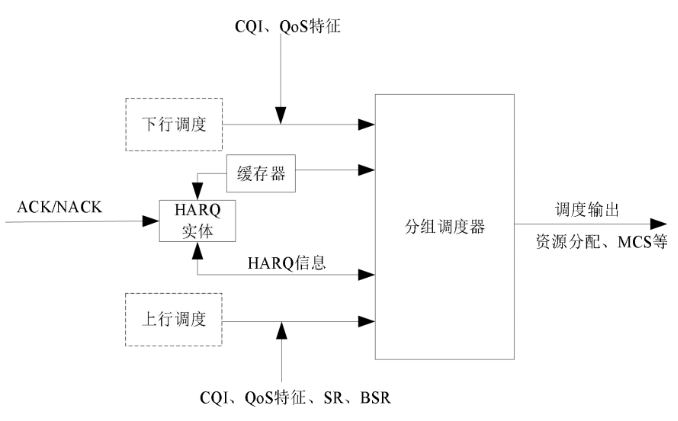 CQI、QoS特征
下行调度
缓存器
ACK/NACK
HARQ
实体
分组调度器
调度输出
资源分配、MCS等
HARQ信息
上行调度
CQI、QoS特征、SR、BSR